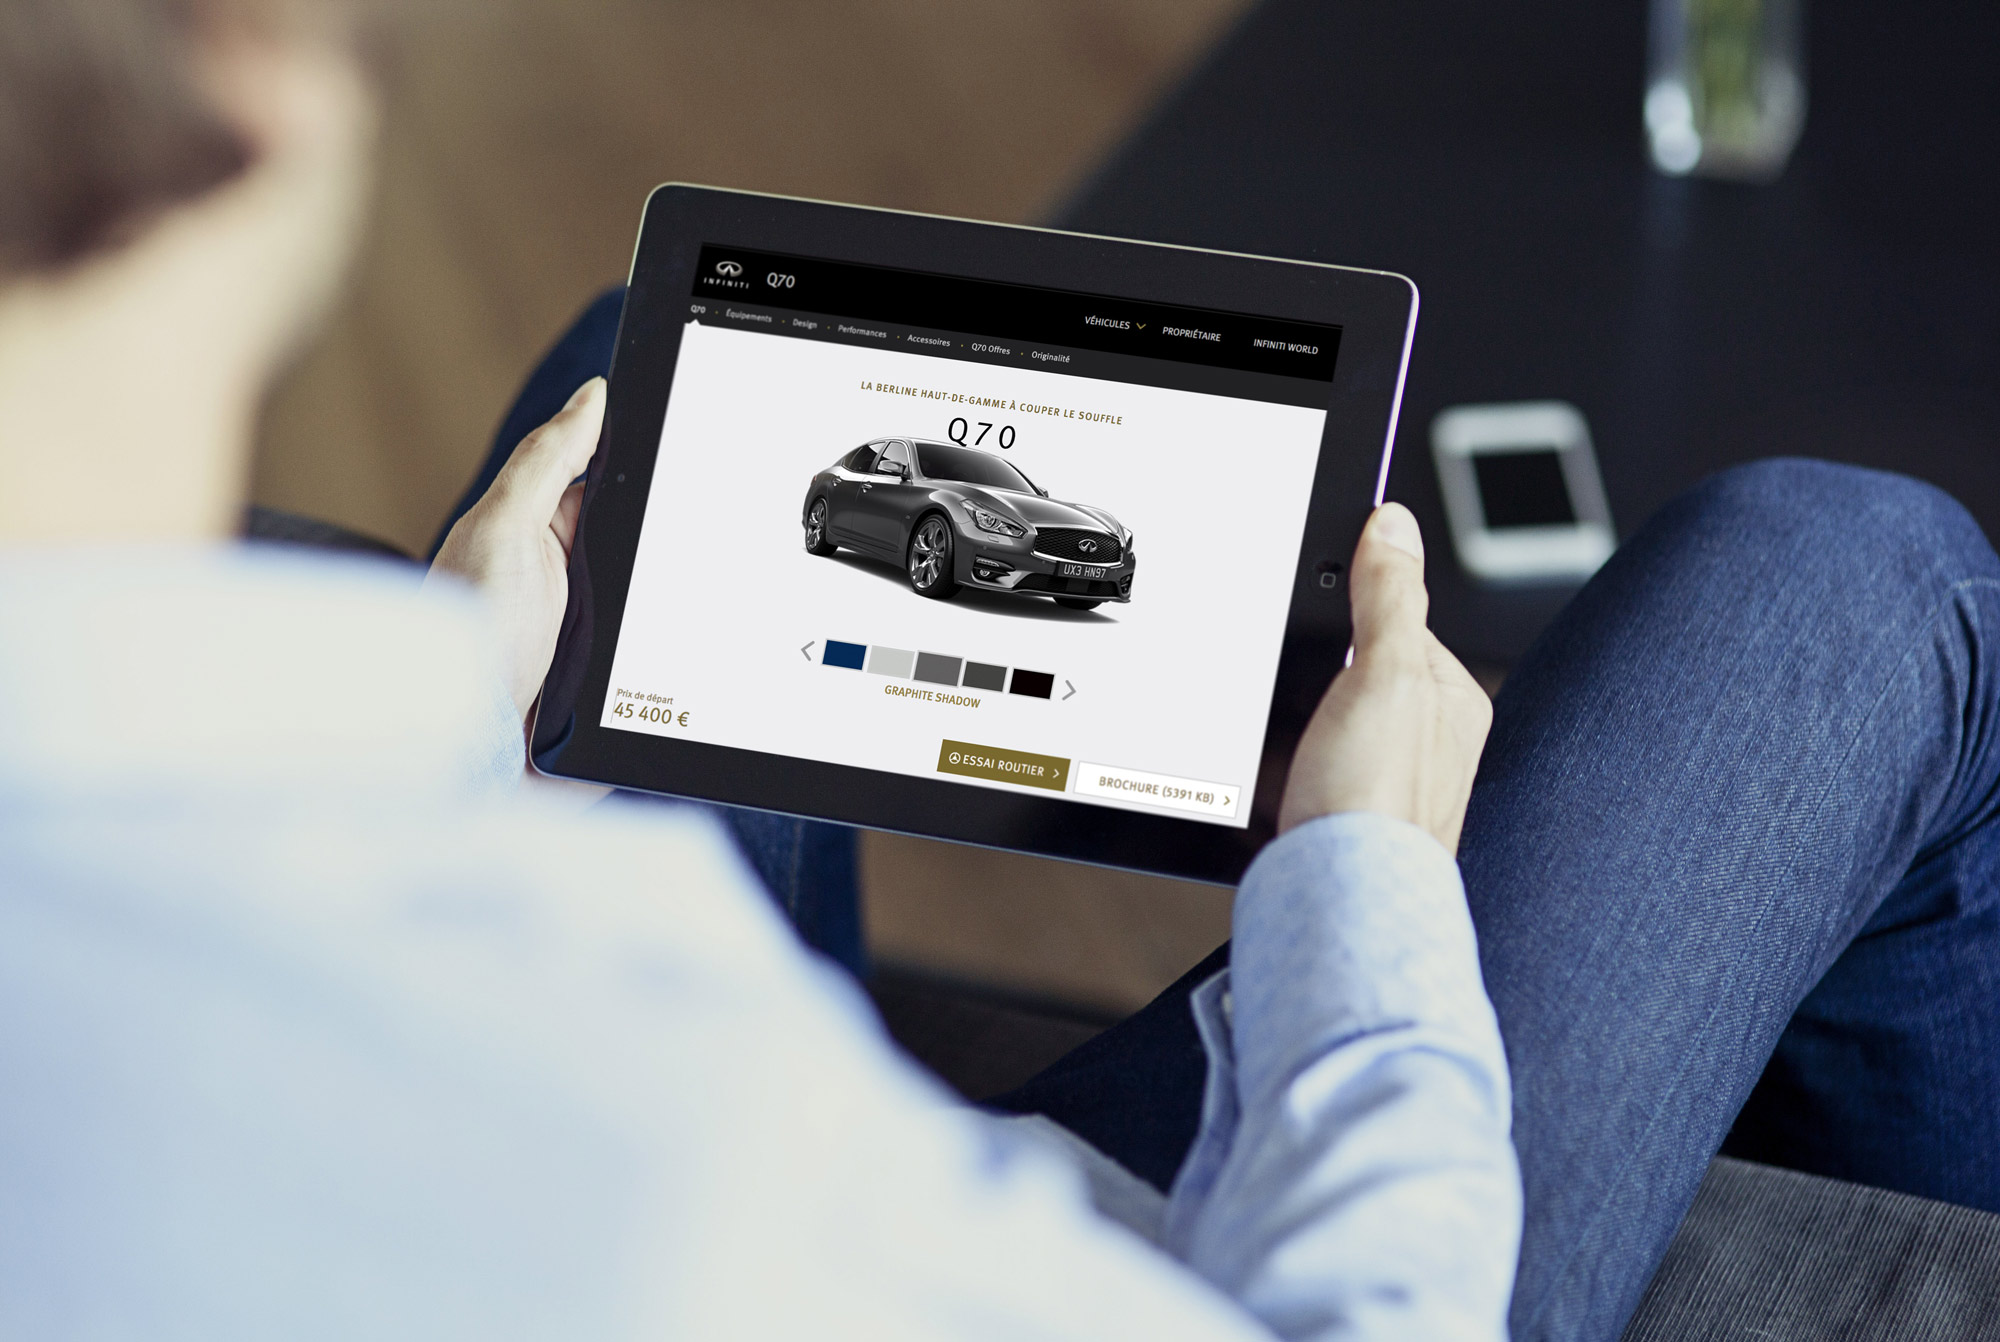 INFINITI Q70
VÉHICULES PROPRIÉTAIRE INFINITI WORLD
Q70 • Équipements • Design • Performances • Accessoires • Q70 Offres • Originalité
LA BERLINE HAUT-DE-GAMME À COUPER LE SOUFFLE
Q70
UX3 HN97
GRAPHITE SHADOW
Prix de départ
45 400 €
ESSAI ROUTIER
BROCHURE (5391 KB)